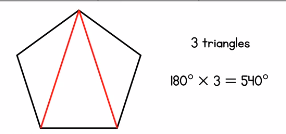 3 triangles
180° × 3 = 540°